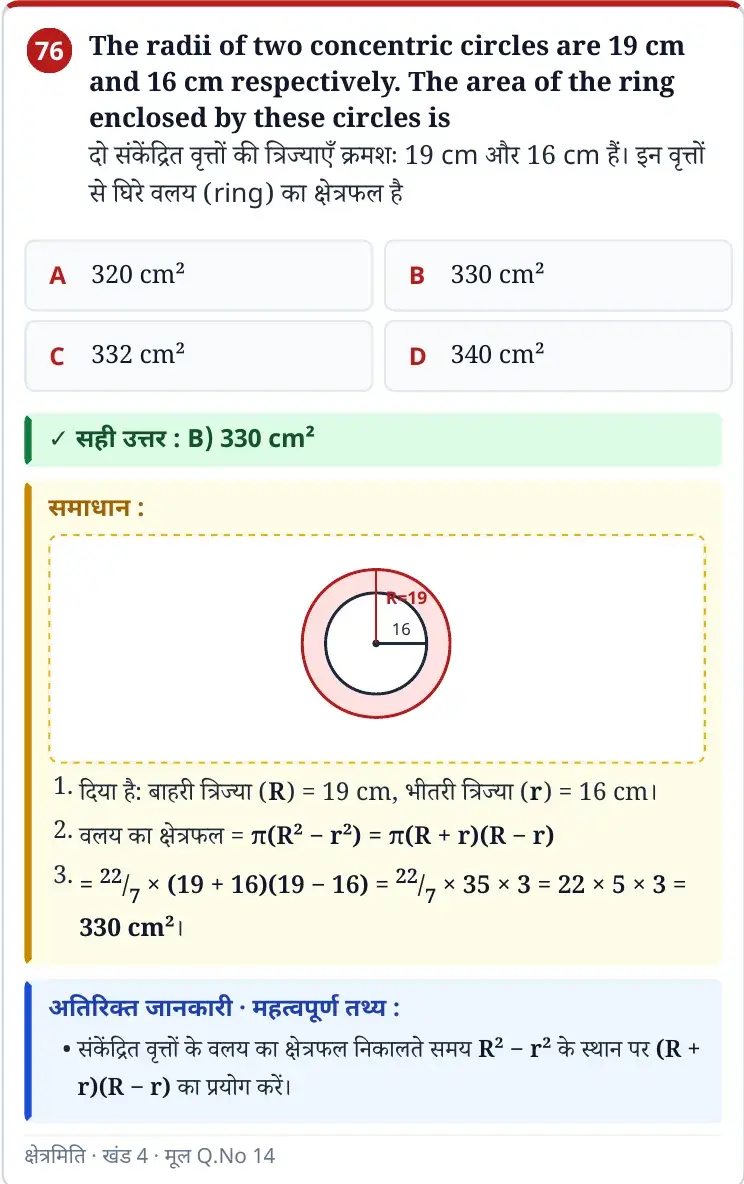 76
The radii of two concentric circles are 19 cm
and 16 cm respectively. The area of the ring
enclosed by these circles is
दो संकेंद्रित वृत्तों की त्रिज्याएँ क्रमशः 19 cm और 16 cm हैं। इन वृत्तों
से घिरे वलय (ring) का क्षेत्रफल है
A 320 cm²
B 330 cm²
C 332 cm²
D 340 cm²
✓ सही उत्तर : B) 330 cm²
समाधान :
R=19
16
1. दिया है: बाहरी त्रिज्या (R) = 19 cm, भीतरी त्रिज्या (r) = 16 cm।
2. वलय का क्षेत्रफल = π(R² − r²) = π(R + r)(R − r)
3. = ²²/₇ × (19 + 16)(19 − 16) = ²²/₇ × 35 × 3 = 22 × 5 × 3 =
330 cm²।
अतिरिक्त जानकारी · महत्वपूर्ण तथ्य :
• संकेंद्रित वृत्तों के वलय का क्षेत्रफल निकालते समय R² − r² के स्थान पर (R +
r)(R − r) का प्रयोग करें।
क्षेत्रमिति · खंड 4 · मूल Q.No 14